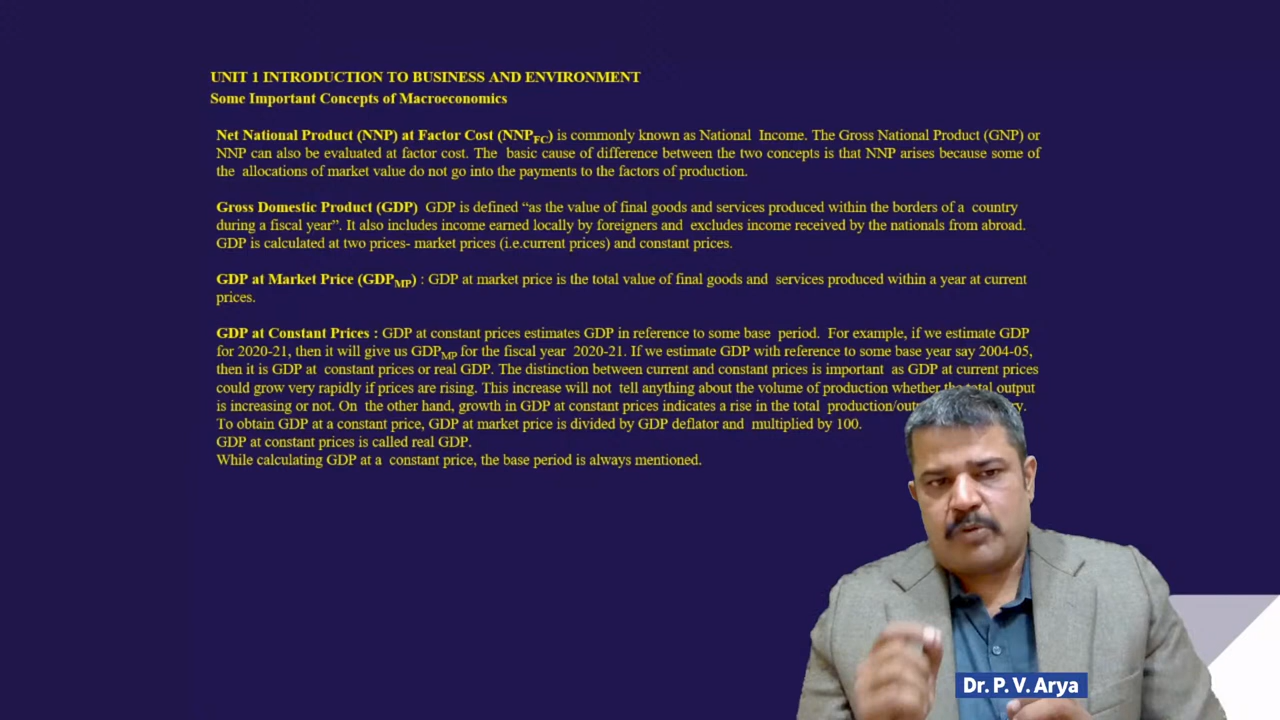 UNIT 1 INTRODUCTION TO BUSINESS AND ENVIRONMENT
Some Important Concepts of Macroeconomics
Net National Product (NNP) at Factor Cost (NNPFC) is commonly known as National Income. The Gross National Product (GNP) or
NNP can also be evaluated at factor cost. The basic cause of difference between the two concepts is that NNP arises because some of
the allocations of market value do not go into the payments to the factors of production.
Gross Domestic Product (GDP) GDP is defined “as the value of final goods and services produced within the borders of a country
during a fiscal year”. It also includes income earned locally by foreigners and excludes income received by the nationals from abroad.
GDP is calculated at two prices- market prices (i.e.current prices) and constant prices.
GDP at Market Price (GDPMP) : GDP at market price is the total value of final goods and services produced within a year at current
prices.
GDP at Constant Prices : GDP at constant prices estimates GDP in reference to some base period. For example, if we estimate GDP
for 2020-21, then it will give us GDPMP for the fiscal year 2020-21. If we estimate GDP with reference to some base year say 2004-05,
then it is GDP at constant prices or real GDP. The distinction between current and constant prices is important as GDP at current prices
could grow very rapidly if prices are rising. This increase will not tell anything about the volume of production whether the total output
is increasing or not. On the other hand, growth in GDP at constant prices indicates a rise in the total
To obtain GDP at a constant price, GDP at market price is divided by GDP deflator and multiplied by 100.
GDP at constant prices is called real GDP.
While calculating GDP at a constant price, the base period is always mentioned.
Dr. P. V. Arya